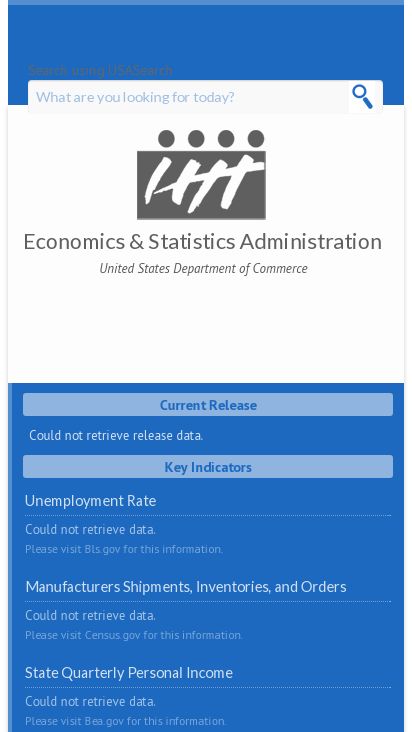 Search using USASearch
What are you looking for today?
Economics & Statistics Administration
United States Department of Commerce
Current Release
Could not retrieve release data.
Key Indicators
Unemployment Rate
Could not retrieve data.
Please visit Bls.gov for this information.
Manufacturers Shipments, Inventories, and Orders
Could not retrieve data.
Please visit Census.gov for this information.
State Quarterly Personal Income
Could not retrieve data.
Please visit Bea.gov for this information.